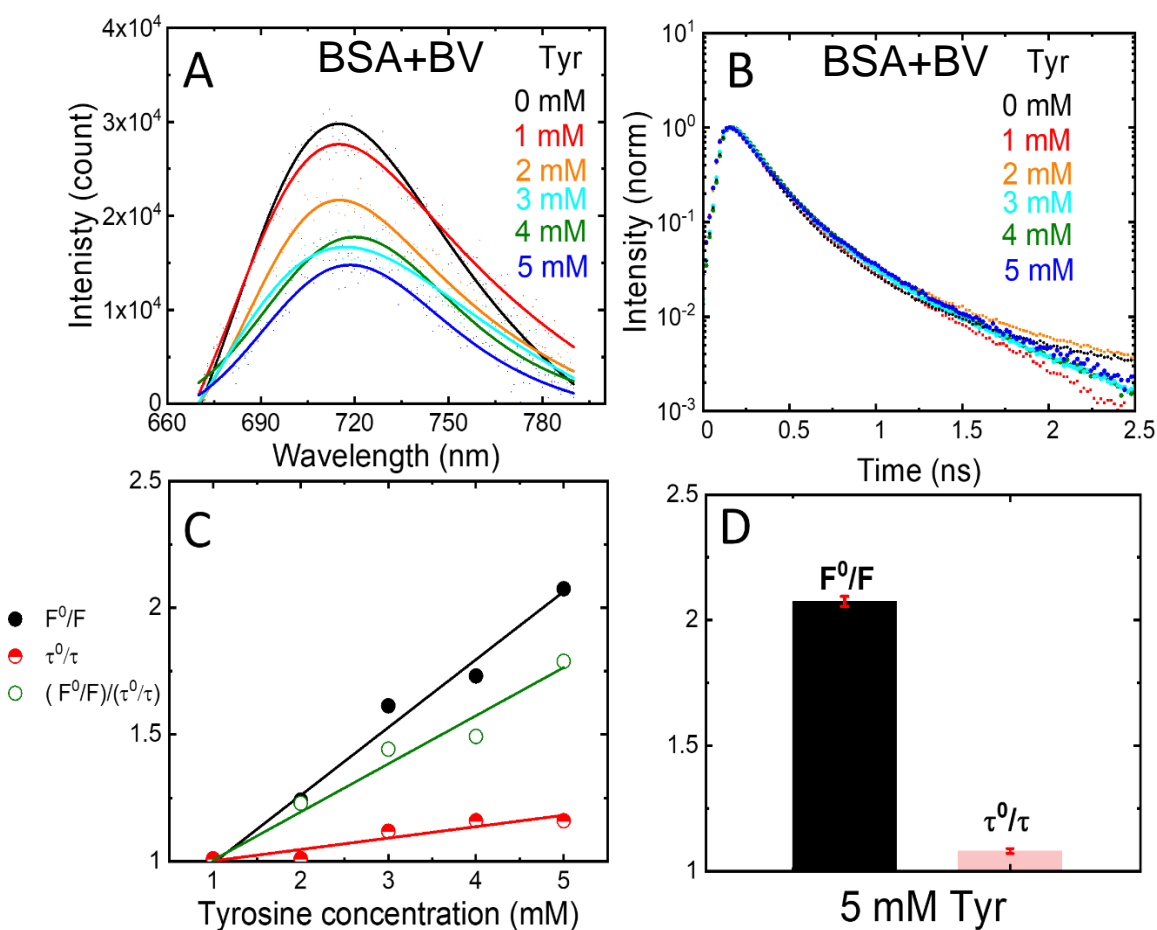 A
BSA+BV
Tyr
0 mM
1 mM
2 mM
3 mM
4 mM
5 mM
4x10⁴
3x10⁴
2x10⁴
1x10⁴
0
Intenisty (count)
660
690
720
750
780
Wavelength (nm)
B
BSA+BV
Tyr
0 mM
1 mM
2 mM
3 mM
4 mM
5 mM
10¹
10⁰
10⁻¹
10⁻²
10⁻³
Intensity (norm)
0
0.5
1
1.5
2
2.5
Time (ns)
C
F⁰/F
τ⁰/τ
( F⁰/F)/(τ⁰/τ)
2.5
2
1.5
1
1
2
3
4
5
Tyrosine concentration (mM)
D
2.5
2
1.5
1
F⁰/F
τ⁰/τ
5 mM Tyr